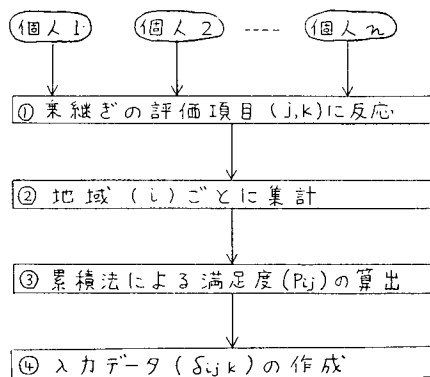 個人1 個人2 ---- 個人n
① 乗継ぎの評価項目(j,k)に反応
② 地域(i)ごとに集計
③ 累積法による満足度(Pij)の算出
④ 入力データ(δijk)の作成